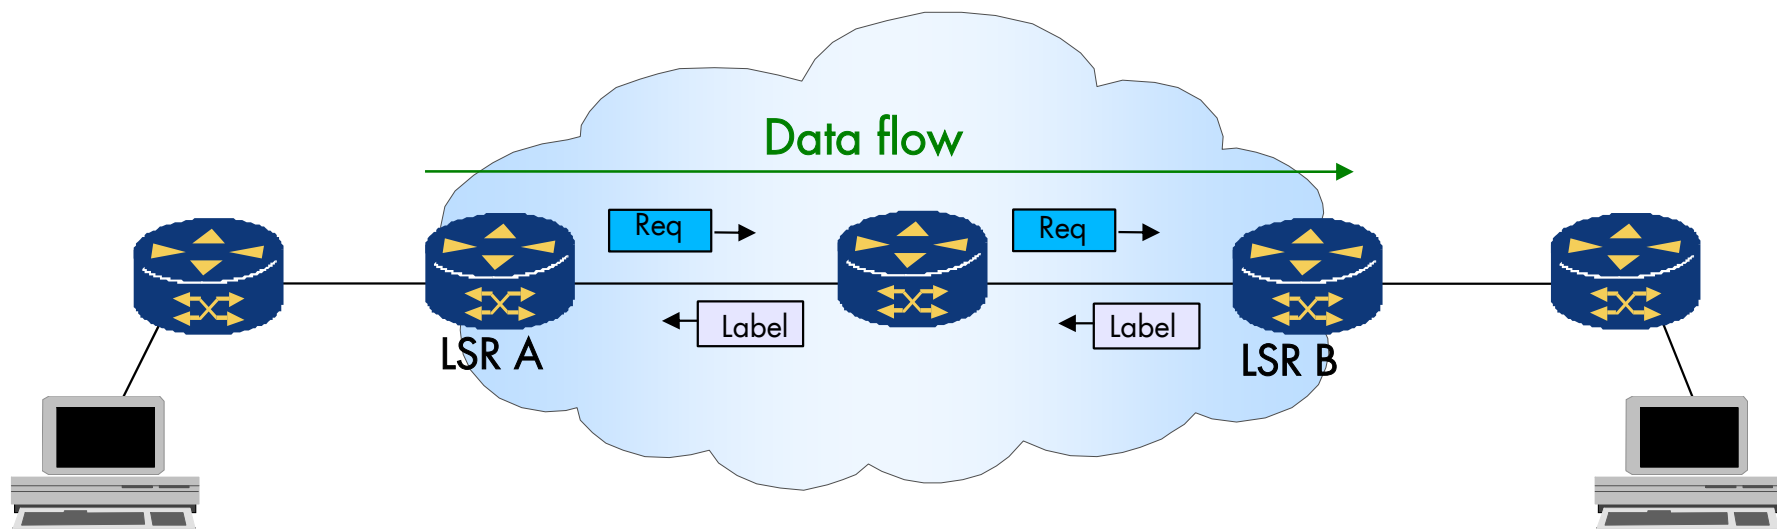 Data flow
Req
Req
Label
Label
LSR A
LSR B